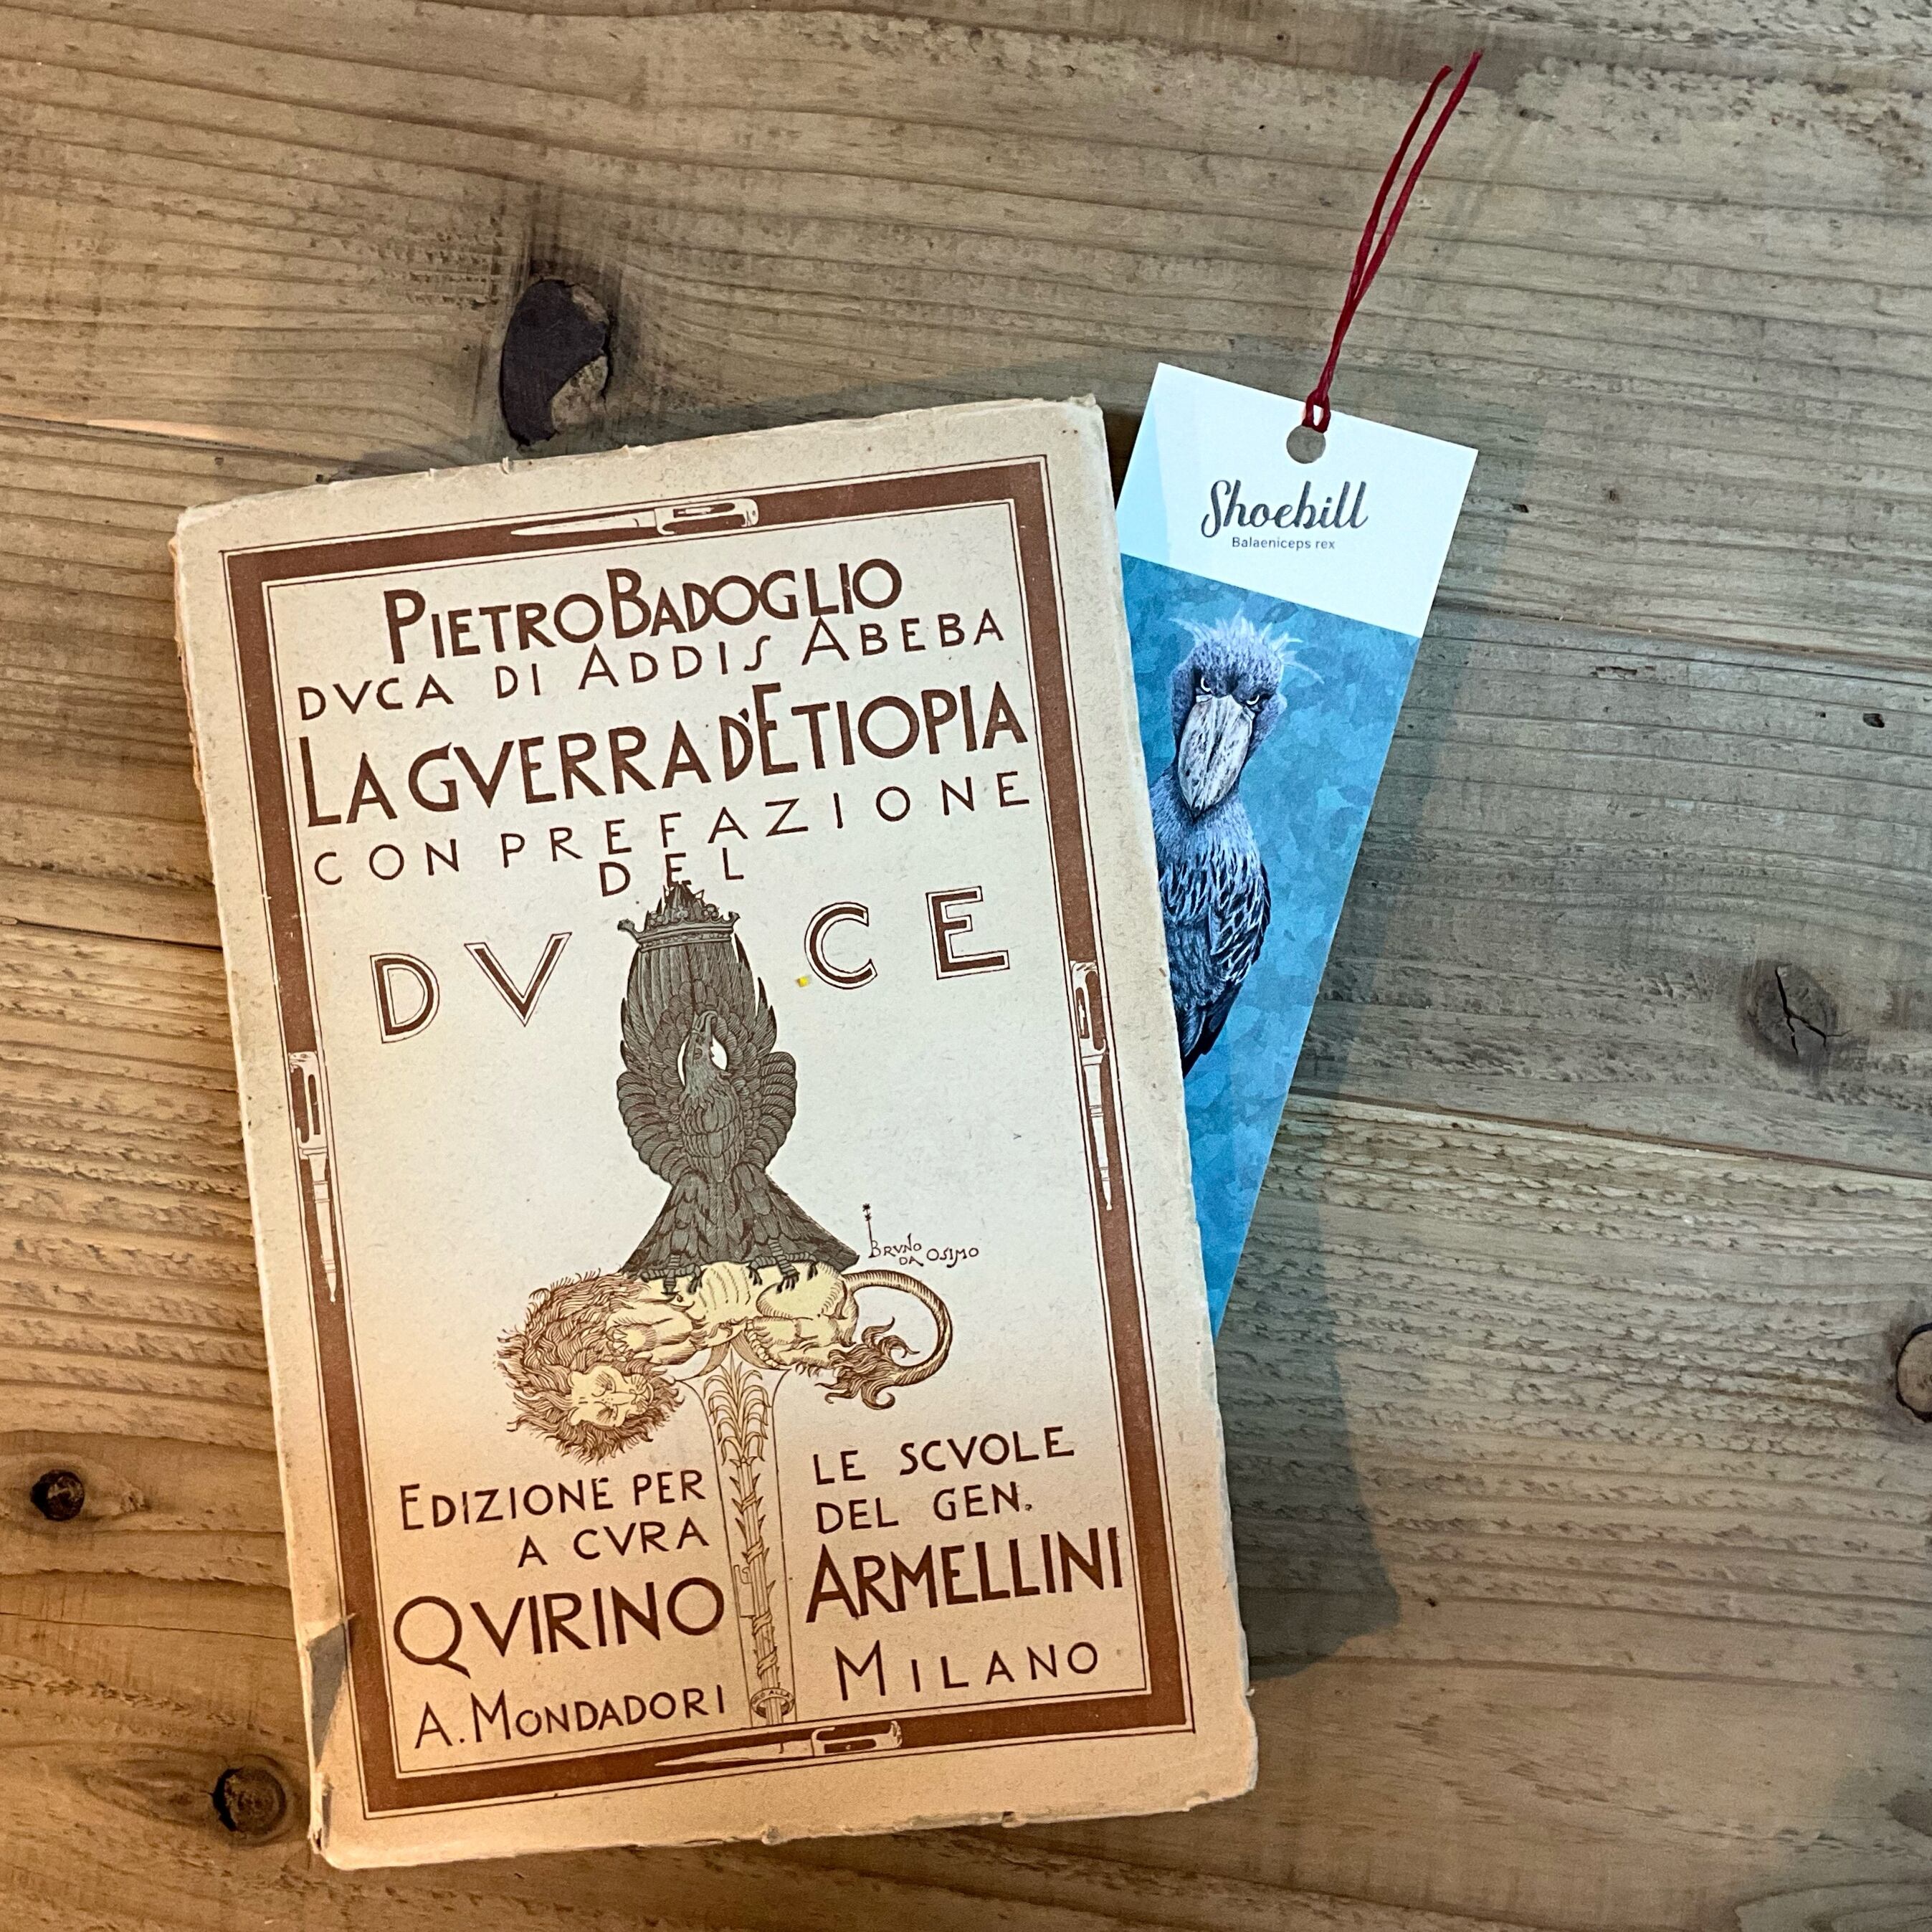 PIETRO BADOGLIO
DVCA DI ADDIS ABEBA
LA GVERRA D'ETIOPIA
CON PREFAZIONE
DEL
DVCE
BRVNO
DA OSIMO
EDIZIONE PER LE SCVOLE
A CVRA DEL GEN.
QVIRINO ARMELLINI
A. MONDADORI MILANO
Shoebill
Balaeniceps rex